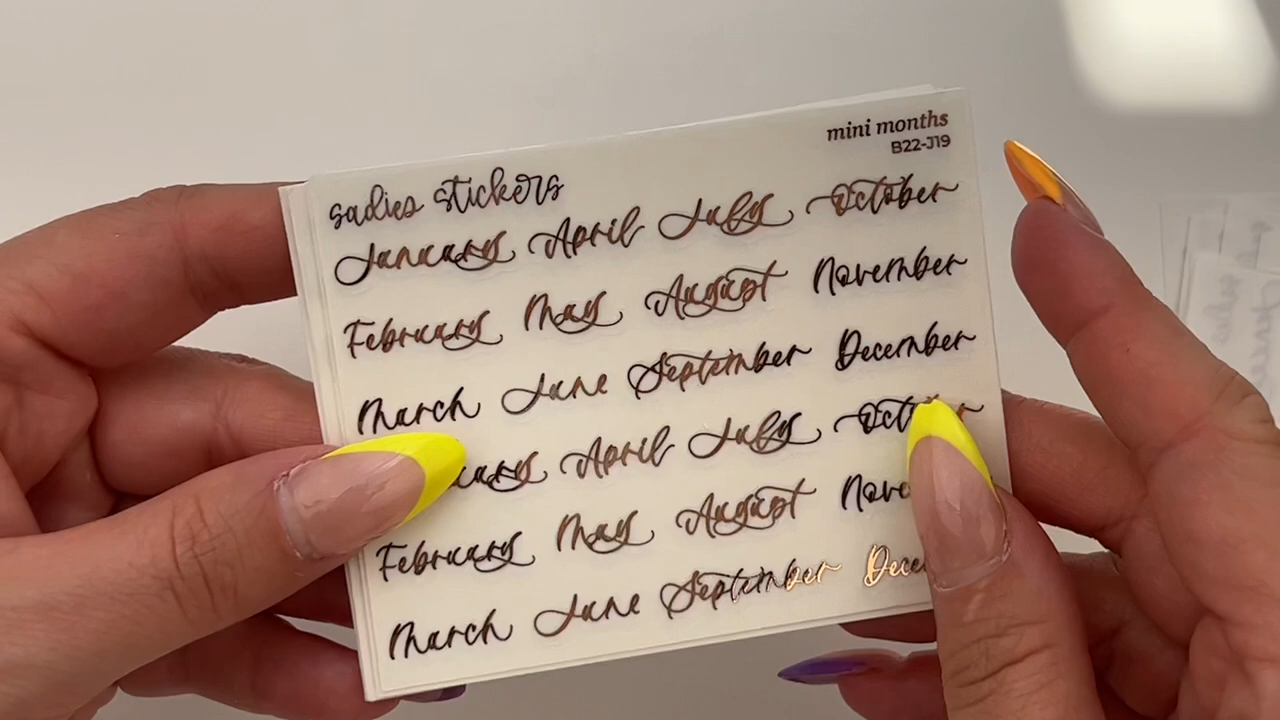 mini months
B22-J19
sadies stickers
January April July October
February May August November
March June September December
April July
February May August
March June September